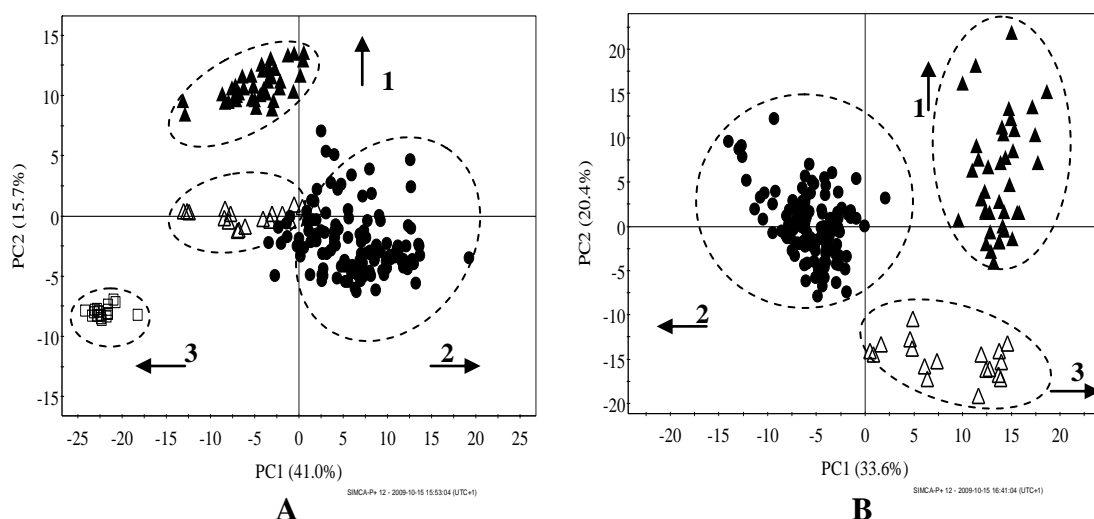 15
10
5
0
-5
-10
-15
PC2 (15.7%)
-25 -20 -15 -10 -5 0 5 10 15 20 25
PC1 (41.0%)
1
2
3
SIMCA-P+ 12 - 2009-10-15 15:53:04 (UTC+1)
A
20
15
10
5
0
-5
-10
-15
-20
PC2 (20.4%)
-20 -15 -10 -5 0 5 10 15 20
PC1 (33.6%)
1
2
3
SIMCA-P+ 12 - 2009-10-15 16:41:04 (UTC+1)
B